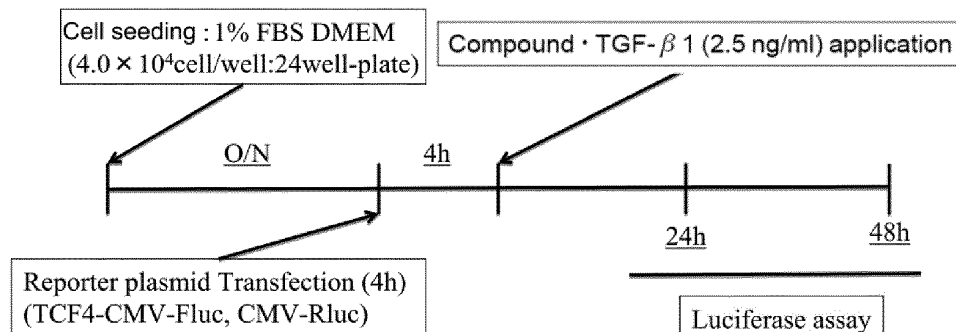 Cell seeding : 1% FBS DMEM
(4.0 × 10⁴cell/well:24well-plate)
Compound・TGF-β 1 (2.5 ng/ml) application
O/N
4h
24h
48h
Reporter plasmid Transfection (4h)
(TCF4-CMV-Fluc, CMV-Rluc)
Luciferase assay